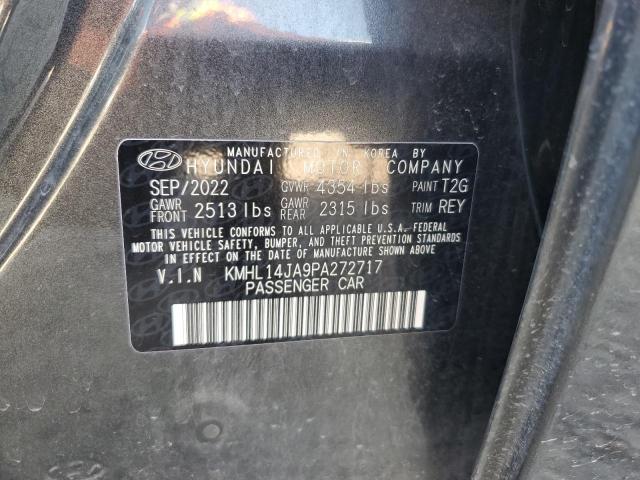 MANUFACTURED IN KOREA BY
HYUNDAI MOTOR COMPANY
SEP/2022 GVWR 4354 lbs PAINT T2G
GAWR FRONT 2513 lbs GAWR REAR 2315 lbs TRIM REY
THIS VEHICLE CONFORMS TO ALL APPLICABLE U.S.A. FEDERAL
MOTOR VEHICLE SAFETY, BUMPER, AND THEFT PREVENTION STANDARDS
IN EFFECT ON THE DATE OF MANUFACTURE SHOWN ABOVE
V.I.N KMHL14JA9PA272717
PASSENGER CAR